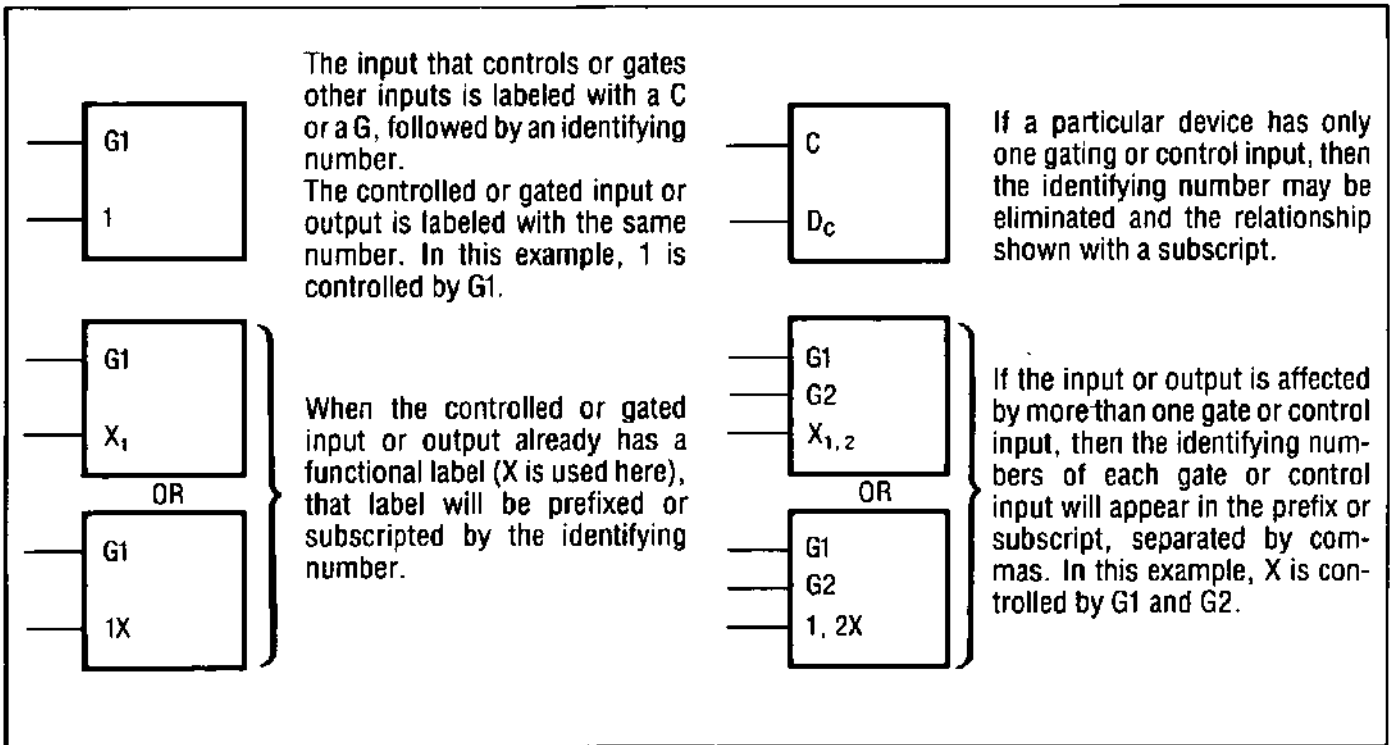 G1
1
The input that controls or gates
other inputs is labeled with a C
or a G, followed by an identifying
number.
The controlled or gated input or
output is labeled with the same
number. In this example, 1 is
controlled by G1.
C
D_C
If a particular device has only
one gating or control input, then
the identifying number may be
eliminated and the relationship
shown with a subscript.
G1
X₁
OR
G1
1X
When the controlled or gated
input or output already has a
functional label (X is used here),
that label will be prefixed or
subscripted by the identifying
number.
G1
G2
X₁,₂
OR
G1
G2
1, 2X
If the input or output is affected
by more than one gate or control
input, then the identifying num-
bers of each gate or control
input will appear in the prefix or
subscript, separated by com-
mas. In this example, X is con-
trolled by G1 and G2.